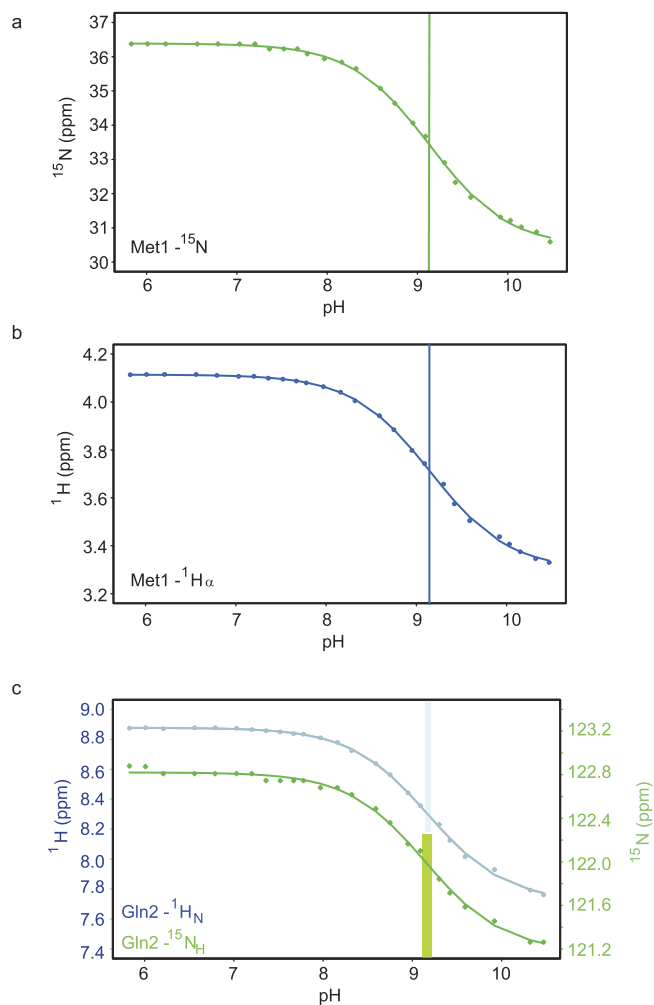 a
37
36
35
34
33
32
31
30
15N (ppm)
Met1 -15N
6 7 8 9 10
pH
b
4.2
4.0
3.8
3.6
3.4
3.2
1H (ppm)
Met1 -1Hα
6 7 8 9 10
pH
c
9.0
8.8
8.6
8.4
8.2
8.0
7.8
7.6
7.4
1H (ppm)
123.2
122.8
122.4
122.0
121.6
121.2
15N (ppm)
Gln2 -1HN
Gln2 -15NH
6 7 8 9 10
pH